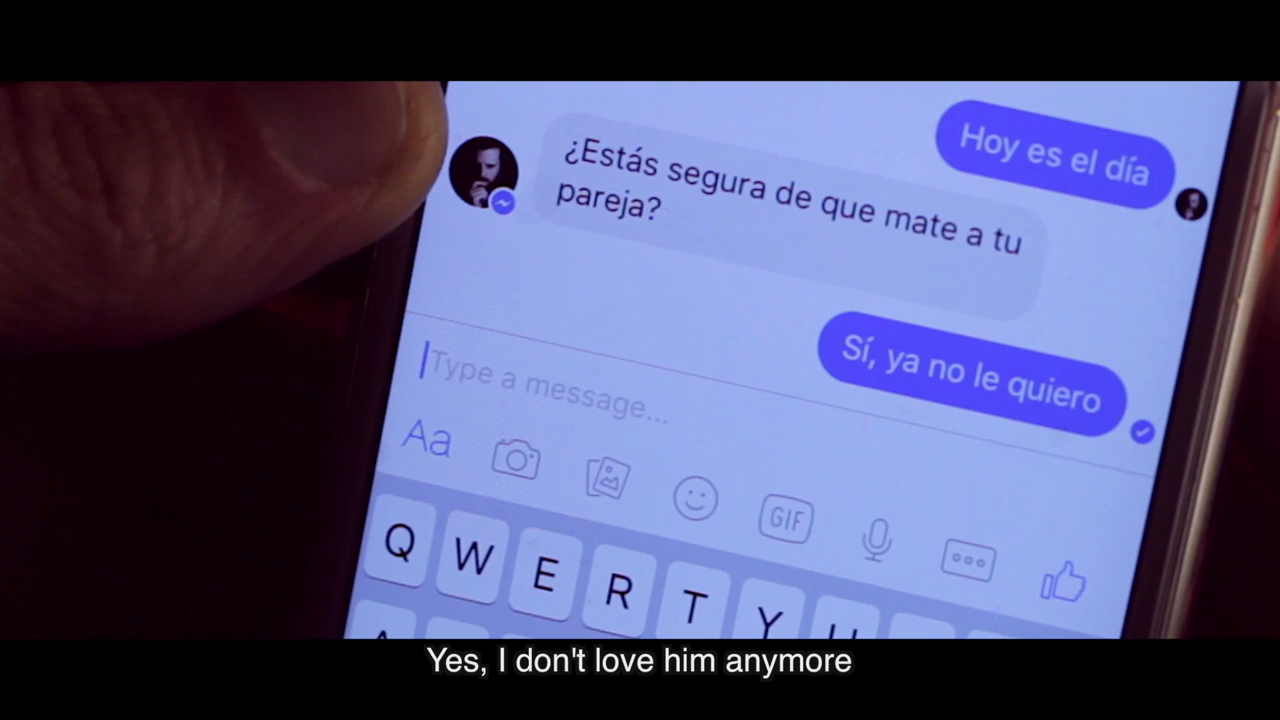 Hoy es el día
¿Estás segura de que mate a tu
pareja?
Sí, ya no le quiero
Type a message...
Aa
GIF
Q W E R T Y U
A
Yes, I don't love him anymore